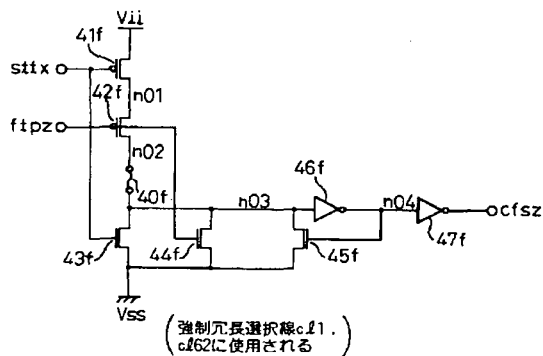 Vii
41f
sttx
n01
42f
ftpz
n02
40f
46f
n03
n04
cfsz
47f
43f
44f
45f
Vss
(強制冗長選択線cℓ1,
cℓ62に使用される)